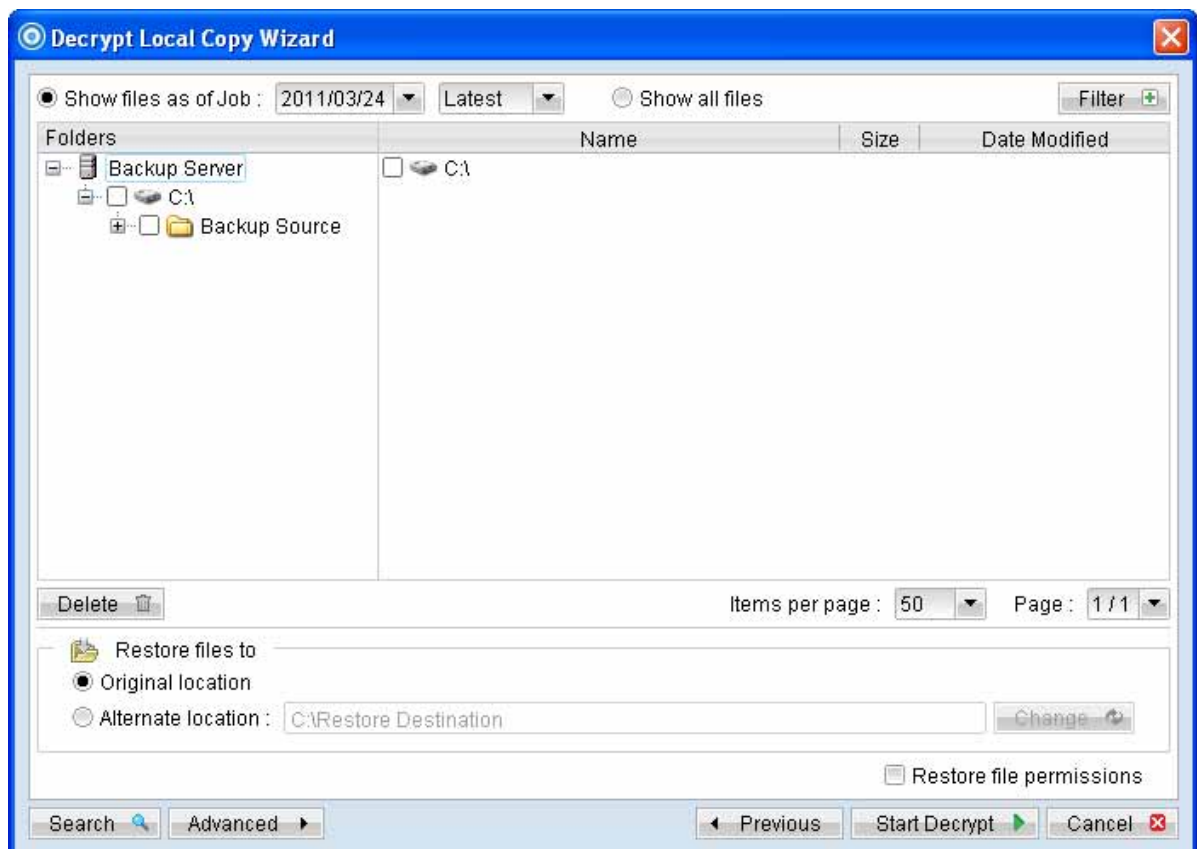 Decrypt Local Copy Wizard
Show files as of Job : 2011/03/24 Latest Show all files Filter
Folders Name Size Date Modified
Backup Server C:\
C:\
Backup Source
Delete Items per page : 50 Page : 1 / 1
Restore files to
Original location
Alternate location : C:\Restore Destination Change
Restore file permissions
Search Advanced Previous Start Decrypt Cancel